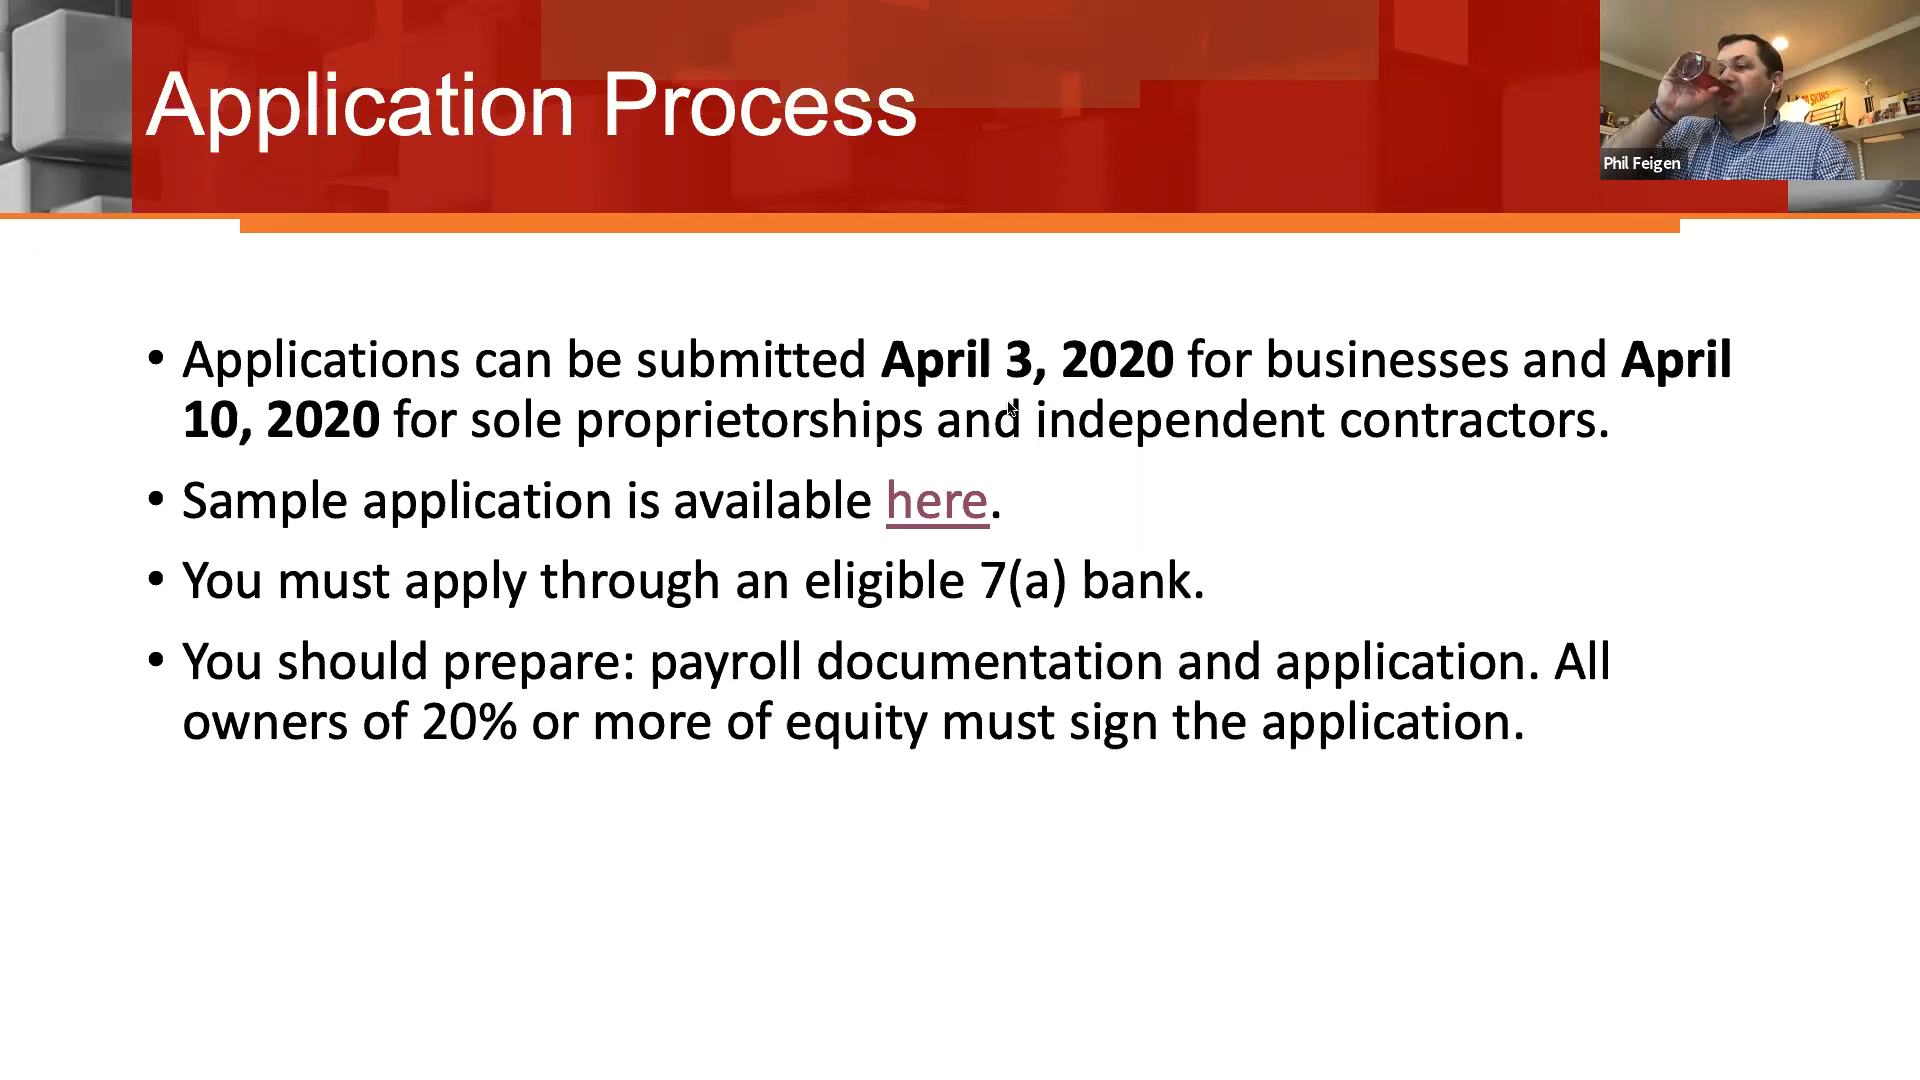 Application Process
Phil Feigen
• Applications can be submitted April 3, 2020 for businesses and April
10, 2020 for sole proprietorships and independent contractors.
• Sample application is available here.
• You must apply through an eligible 7(a) bank.
• You should prepare: payroll documentation and application. All
owners of 20% or more of equity must sign the application.